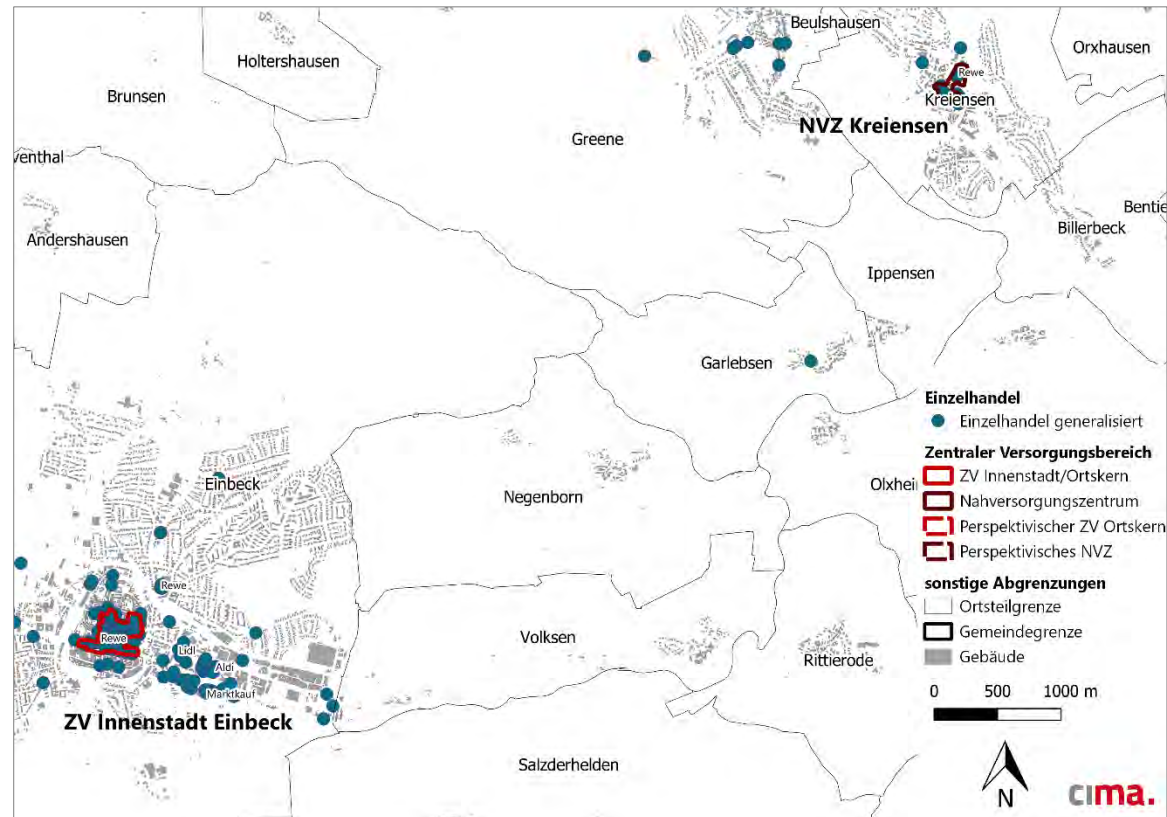 Beulshausen
Holtershausen
Orxhausen
Rewe
Brunsen
Kreiensen
NVZ Kreiensen
Greene
venthal
Bentie
Andershausen
Billerbeck
Ippensen
Garlebsen
Einzelhandel
Einzelhandel generalisiert
Zentraler Versorgungsbereich
ZV Innenstadt/Ortskern
Nahversorgungszentrum
Perspektivischer ZV Ortskern
Perspektivisches NVZ
sonstige Abgrenzungen
Ortsteilgrenze
Gemeindegrenze
Gebäude
0 500 1000 m
N
cima.
Einbeck
Negenborn
Olxhei
Rewe
Rewe
Lidl
Aldi
Marktkauf
Volksen
Rittierode
ZV Innenstadt Einbeck
Salzderhelden